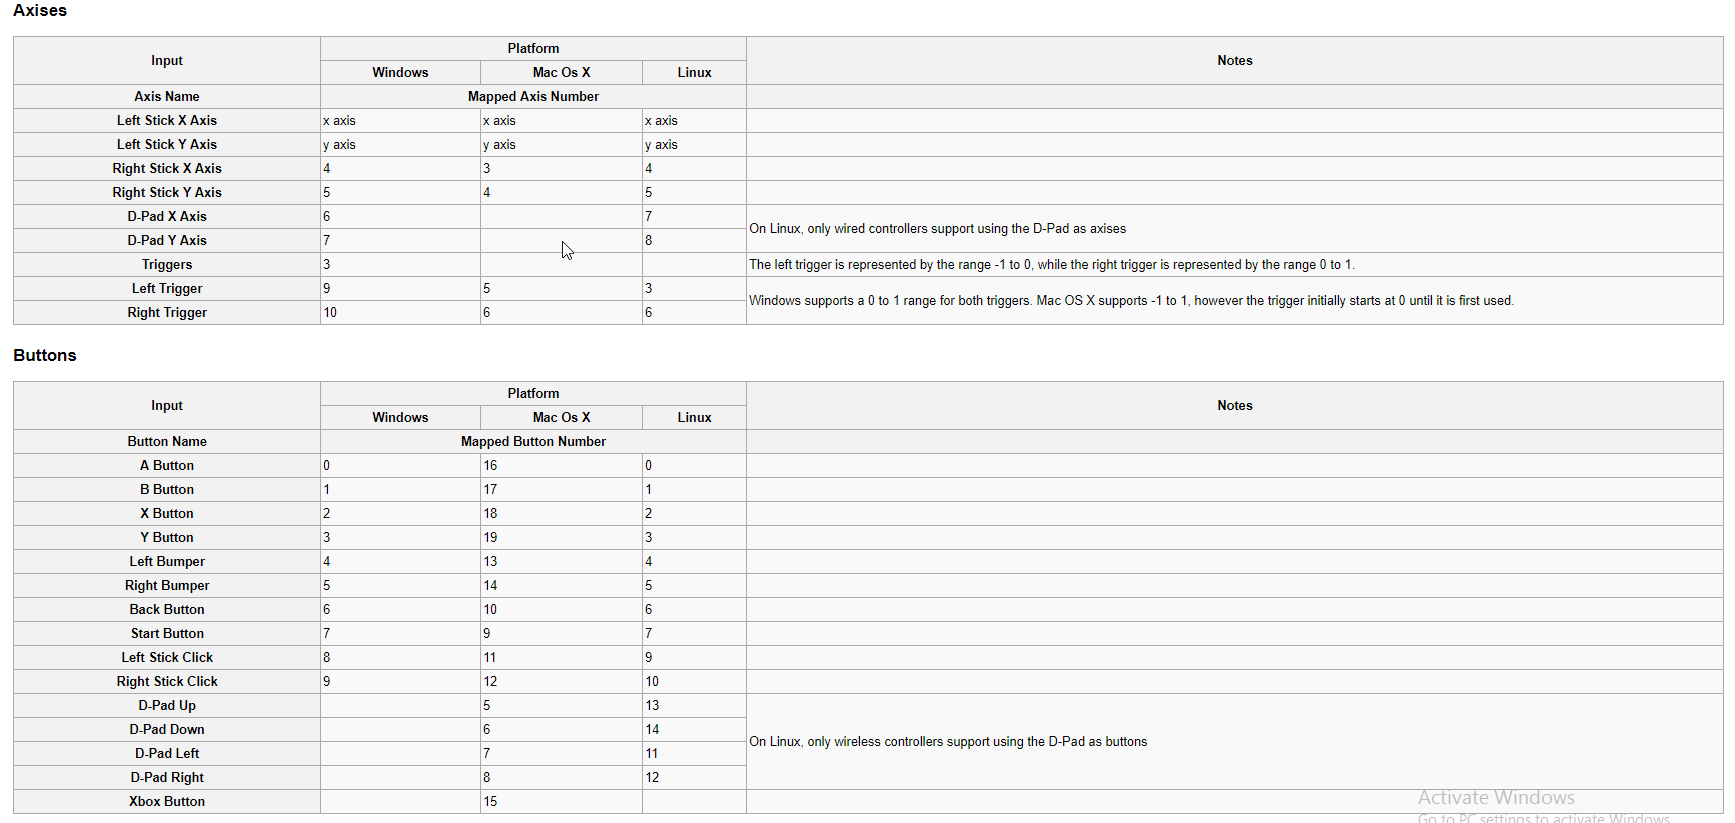 Axises
Input Platform Notes
Windows Mac Os X Linux
Axis Name Mapped Axis Number
Left Stick X Axis x axis x axis x axis
Left Stick Y Axis y axis y axis y axis
Right Stick X Axis 4 3 4
Right Stick Y Axis 5 4 5
D-Pad X Axis 6 7 On Linux, only wired controllers support using the D-Pad as axises
D-Pad Y Axis 7 8
Triggers 3 The left trigger is represented by the range -1 to 0, while the right trigger is represented by the range 0 to 1.
Left Trigger 9 5 3 Windows supports a 0 to 1 range for both triggers. Mac OS X supports -1 to 1, however the trigger initially starts at 0 until it is first used.
Right Trigger 10 6 6
Buttons
Input Platform Notes
Windows Mac Os X Linux
Button Name Mapped Button Number
A Button 0 16 0
B Button 1 17 1
X Button 2 18 2
Y Button 3 19 3
Left Bumper 4 13 4
Right Bumper 5 14 5
Back Button 6 10 6
Start Button 7 9 7
Left Stick Click 8 11 9
Right Stick Click 9 12 10
D-Pad Up 5 13 On Linux, only wireless controllers support using the D-Pad as buttons
D-Pad Down 6 14
D-Pad Left 7 11
D-Pad Right 8 12
Xbox Button 15
Activate Windows
Go to PC settings to activate Windows